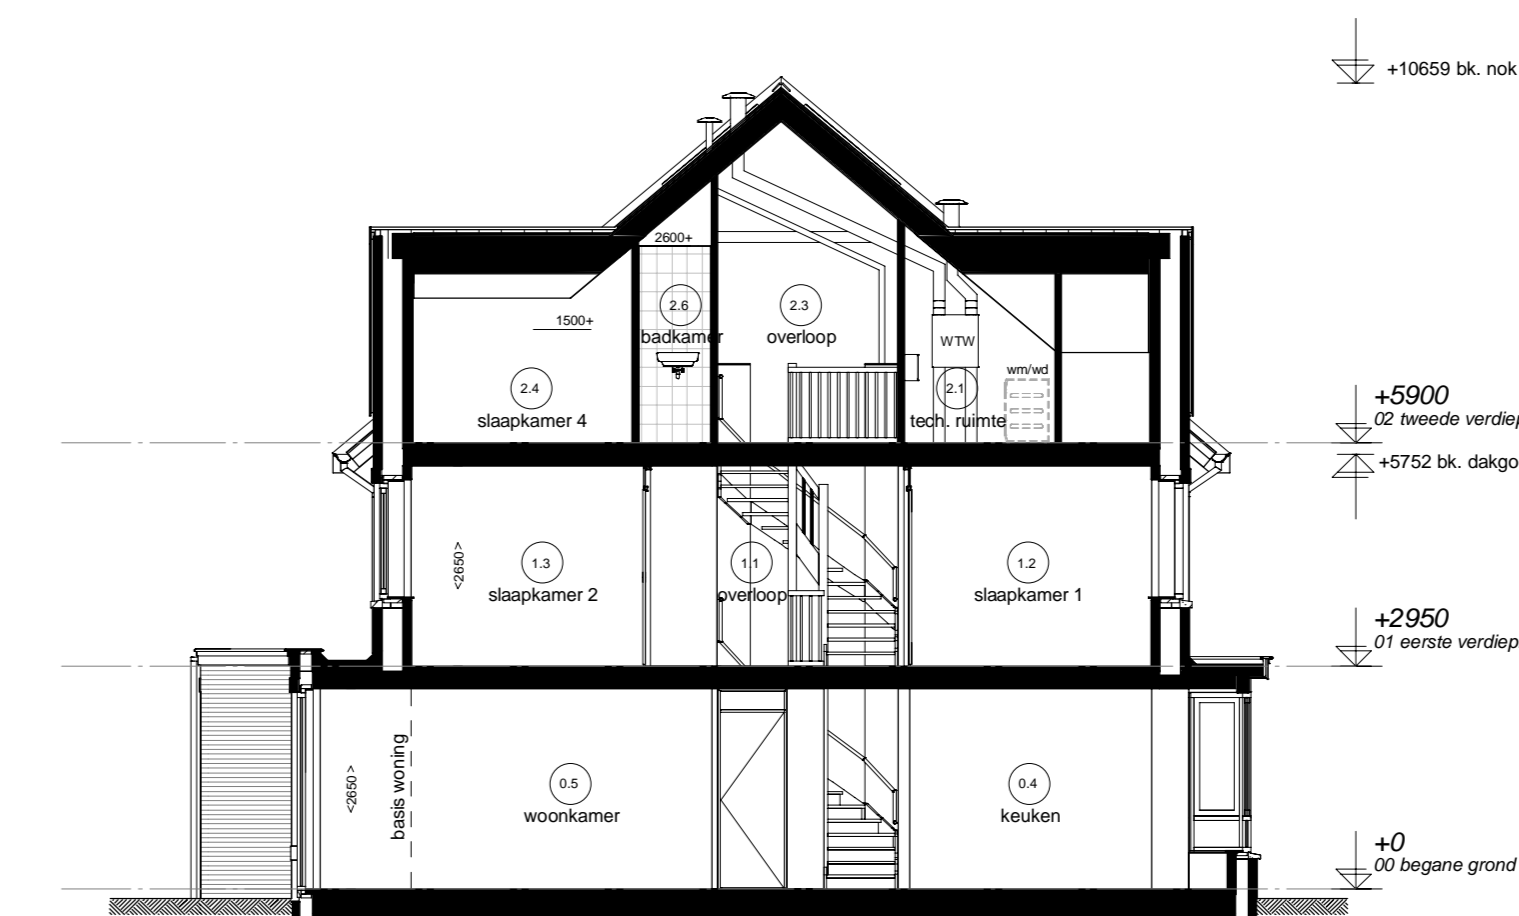 +10659 bk. nok
2600+
2.6
badkamer
2.3
overloop
1500+
WTW
wm/wd
2.4
slaapkamer 4
2.1
tech. ruimte
+5900
02 tweede verdiep
+5752 bk. dakgo
<2650>
1.3
slaapkamer 2
1.1
overloop
1.2
slaapkamer 1
+2950
01 eerste verdiep
<2650>
basis woning
0.5
woonkamer
0.4
keuken
+0
00 begane grond